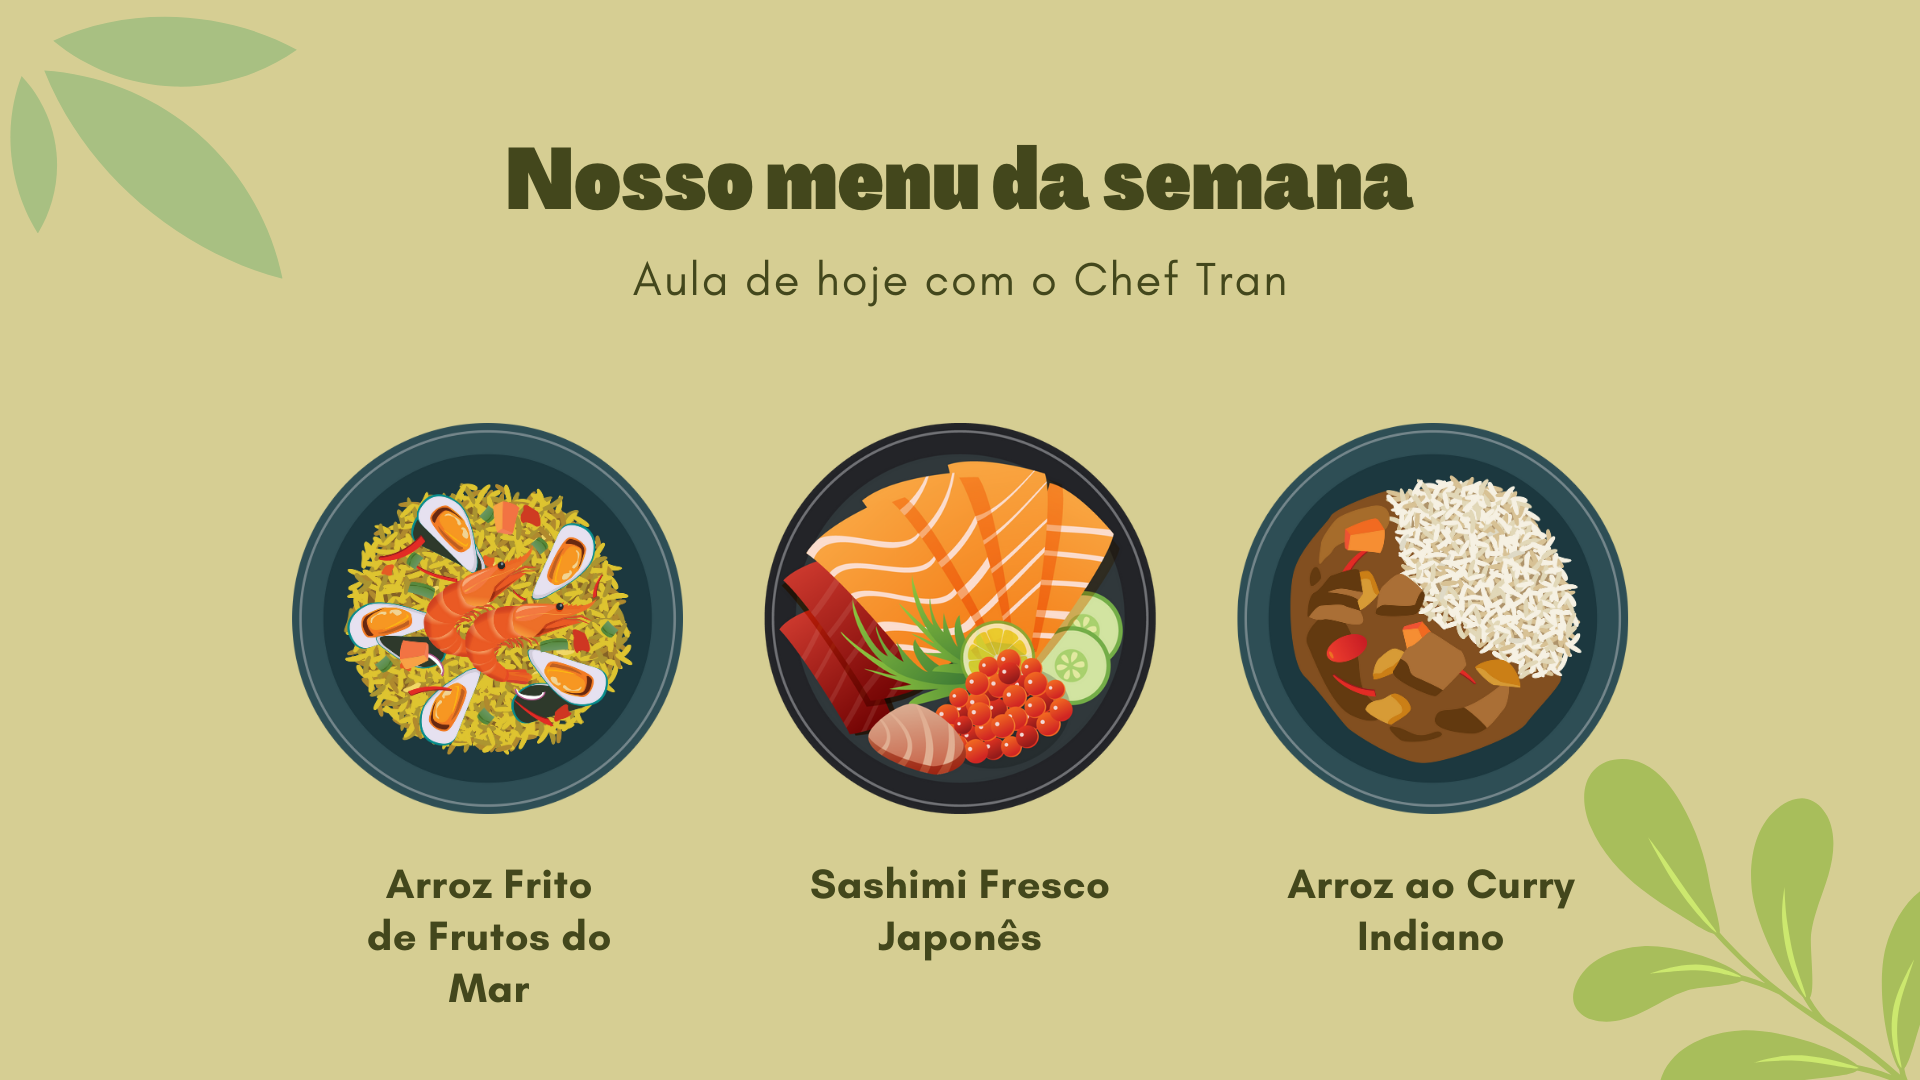 Nosso menu da semana
Aula de hoje com o Chef Tran
Arroz Frito
de Frutos do
Mar
Sashimi Fresco
Japonês
Arroz ao Curry
Indiano